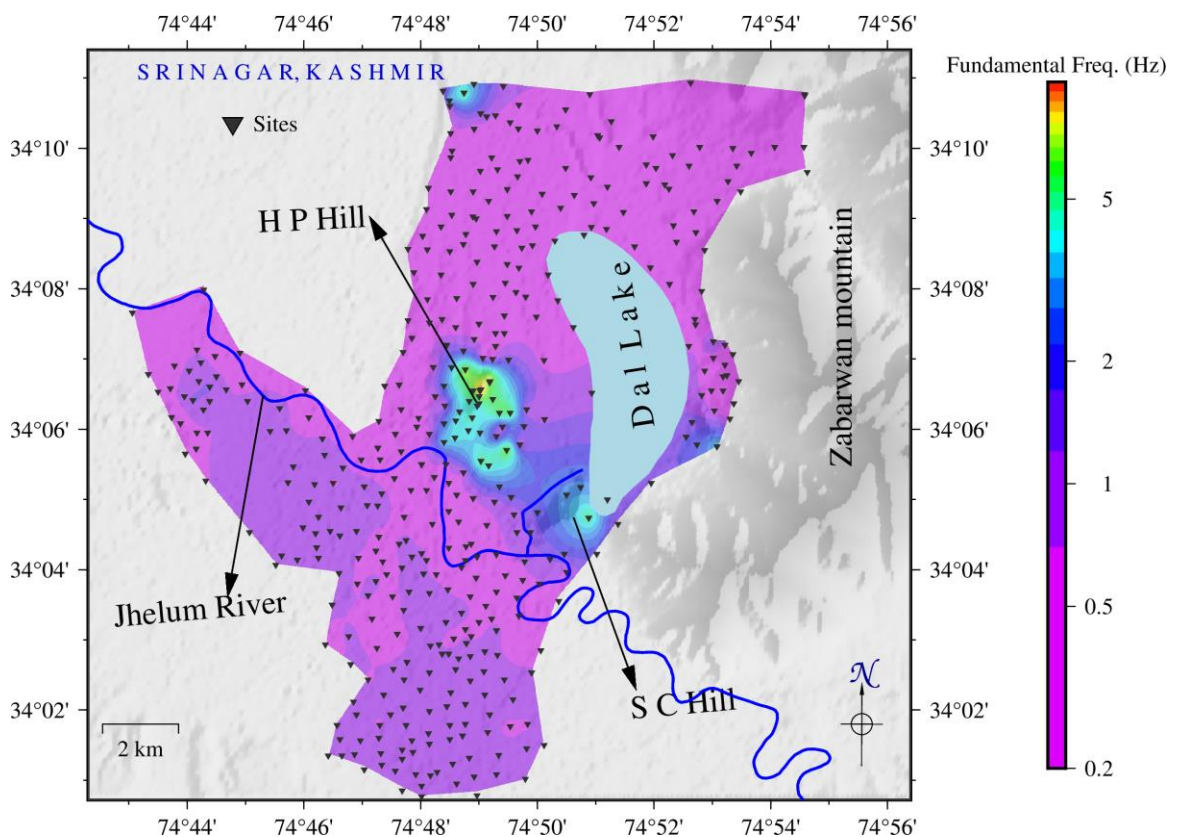 74°44' 74°46' 74°48' 74°50' 74°52' 74°54' 74°56'
SRINAGAR, KASHMIR
Fundamental Freq. (Hz)
Sites
34°10' 34°10'
5
H P Hill
Zabarwan mountain
Dal Lake
34°08' 34°08'
2
34°06' 34°06'
1
34°04' 34°04'
Jhelum River
0.5
S C Hill
N
34°02' 34°02'
2 km
0.2
74°44' 74°46' 74°48' 74°50' 74°52' 74°54' 74°56'